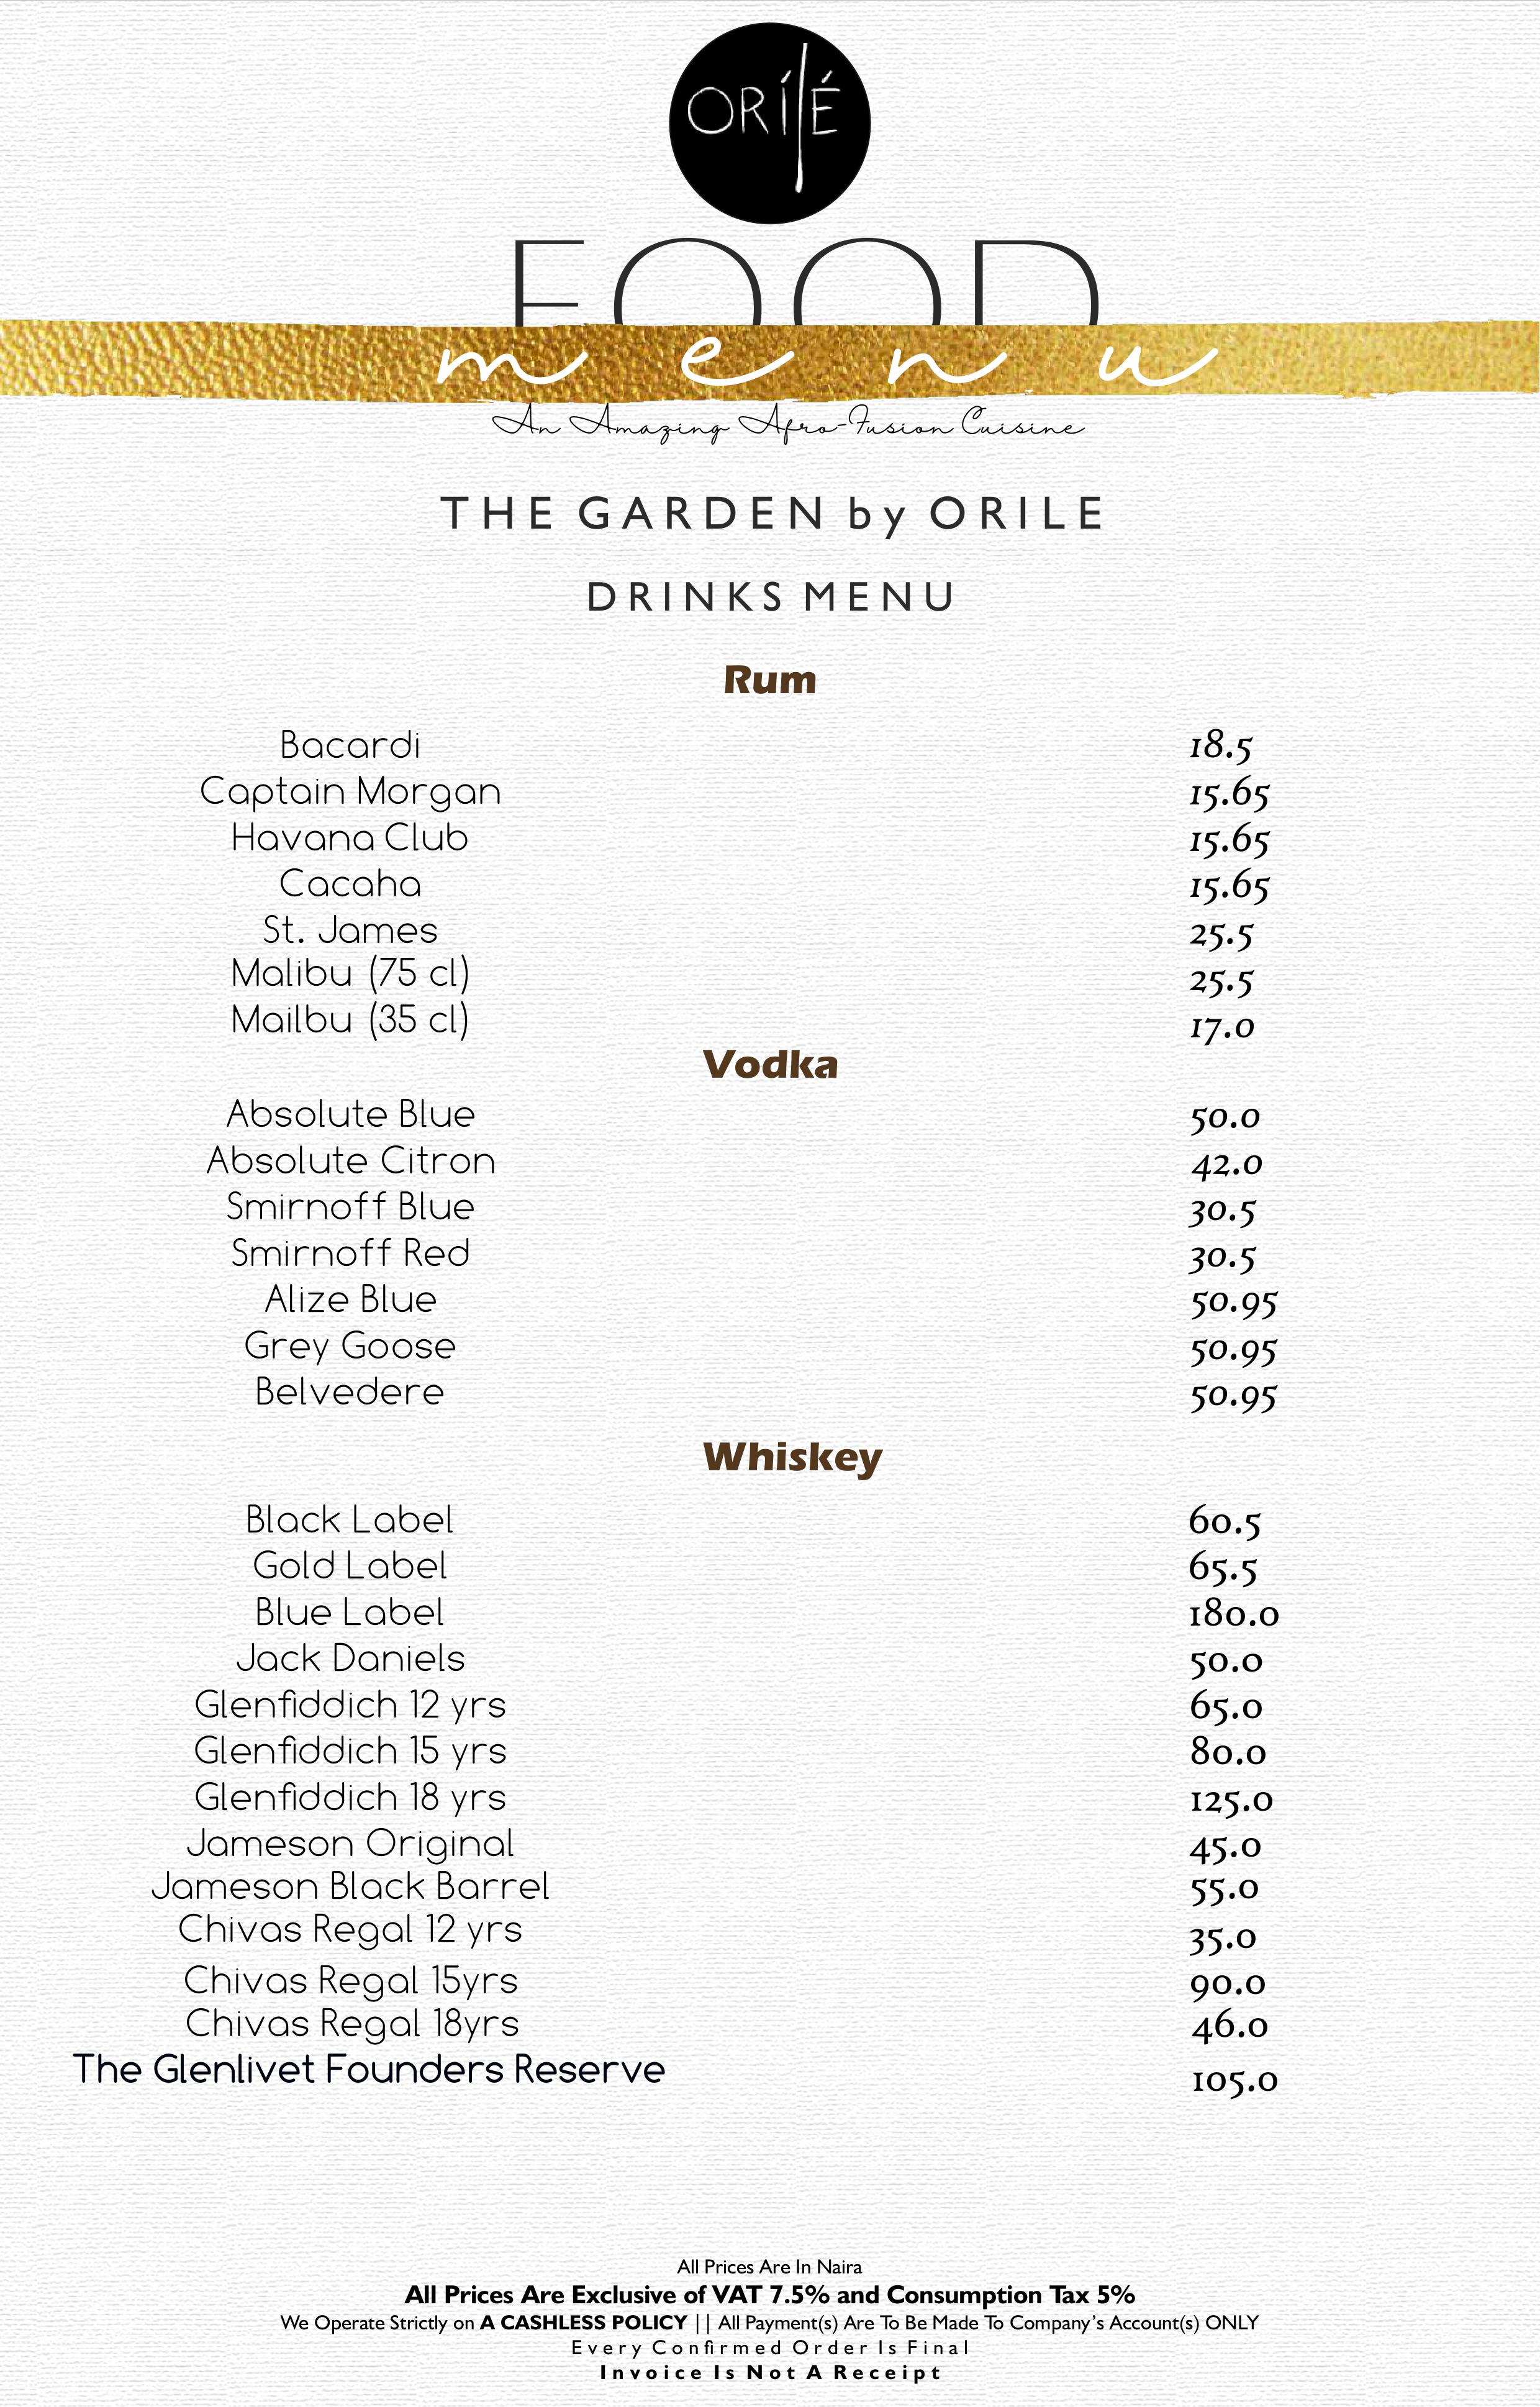 ORÍLÉ
FOOD
menu
An Amazing Afro-Fusion Cuisine
THE GARDEN by ORILE
DRINKS MENU
Rum
Bacardi 18.5
Captain Morgan 15.65
Havana Club 15.65
Cacaha 15.65
St. James 25.5
Malibu (75 cl) 25.5
Mailbu (35 cl) 17.0
Vodka
Absolute Blue 50.0
Absolute Citron 42.0
Smirnoff Blue 30.5
Smirnoff Red 30.5
Alize Blue 50.95
Grey Goose 50.95
Belvedere 50.95
Whiskey
Black Label 60.5
Gold Label 65.5
Blue Label 180.0
Jack Daniels 50.0
Glenfiddich 12 yrs 65.0
Glenfiddich 15 yrs 80.0
Glenfiddich 18 yrs 125.0
Jameson Original 45.0
Jameson Black Barrel 55.0
Chivas Regal 12 yrs 35.0
Chivas Regal 15yrs 90.0
Chivas Regal 18yrs 46.0
The Glenlivet Founders Reserve 105.0
All Prices Are In Naira
All Prices Are Exclusive of VAT 7.5% and Consumption Tax 5%
We Operate Strictly on A CASHLESS POLICY || All Payment(s) Are To Be Made To Company's Account(s) ONLY
Every Confirmed Order Is Final
Invoice Is Not A Receipt